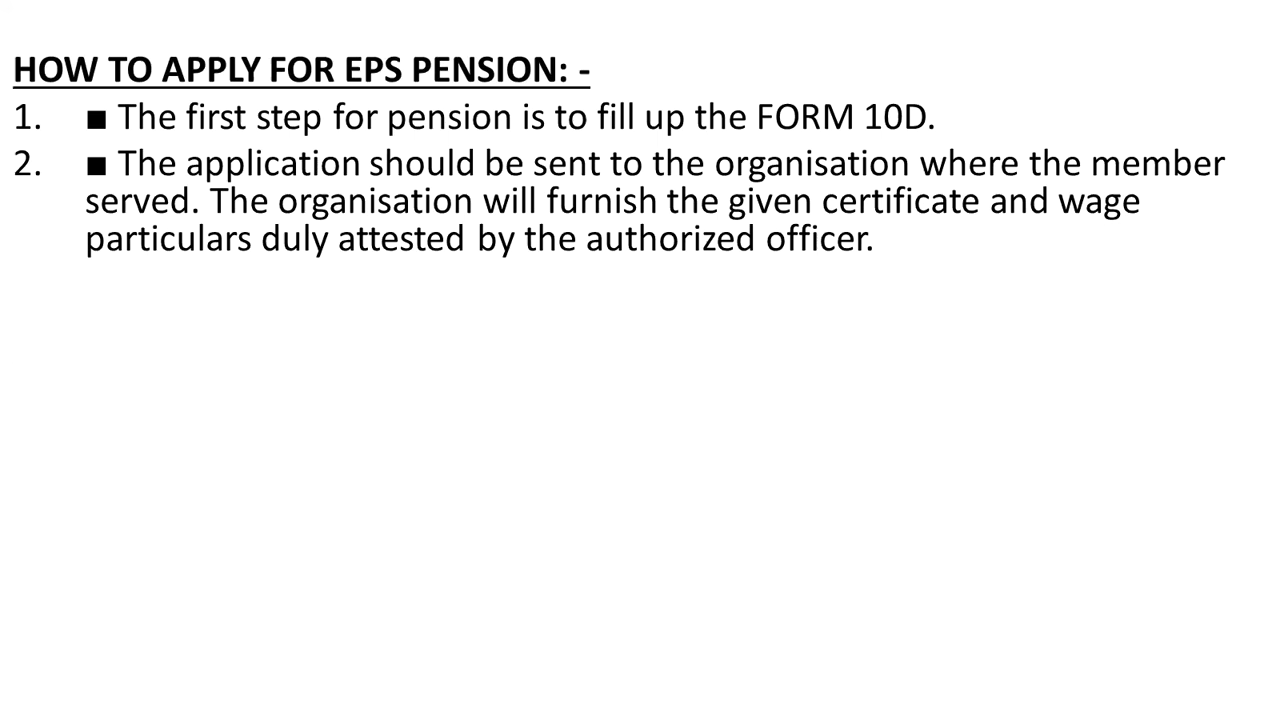 HOW TO APPLY FOR EPS PENSION: -
1. ■ The first step for pension is to fill up the FORM 10D.
2. ■ The application should be sent to the organisation where the member
served. The organisation will furnish the given certificate and wage
particulars duly attested by the authorized officer.